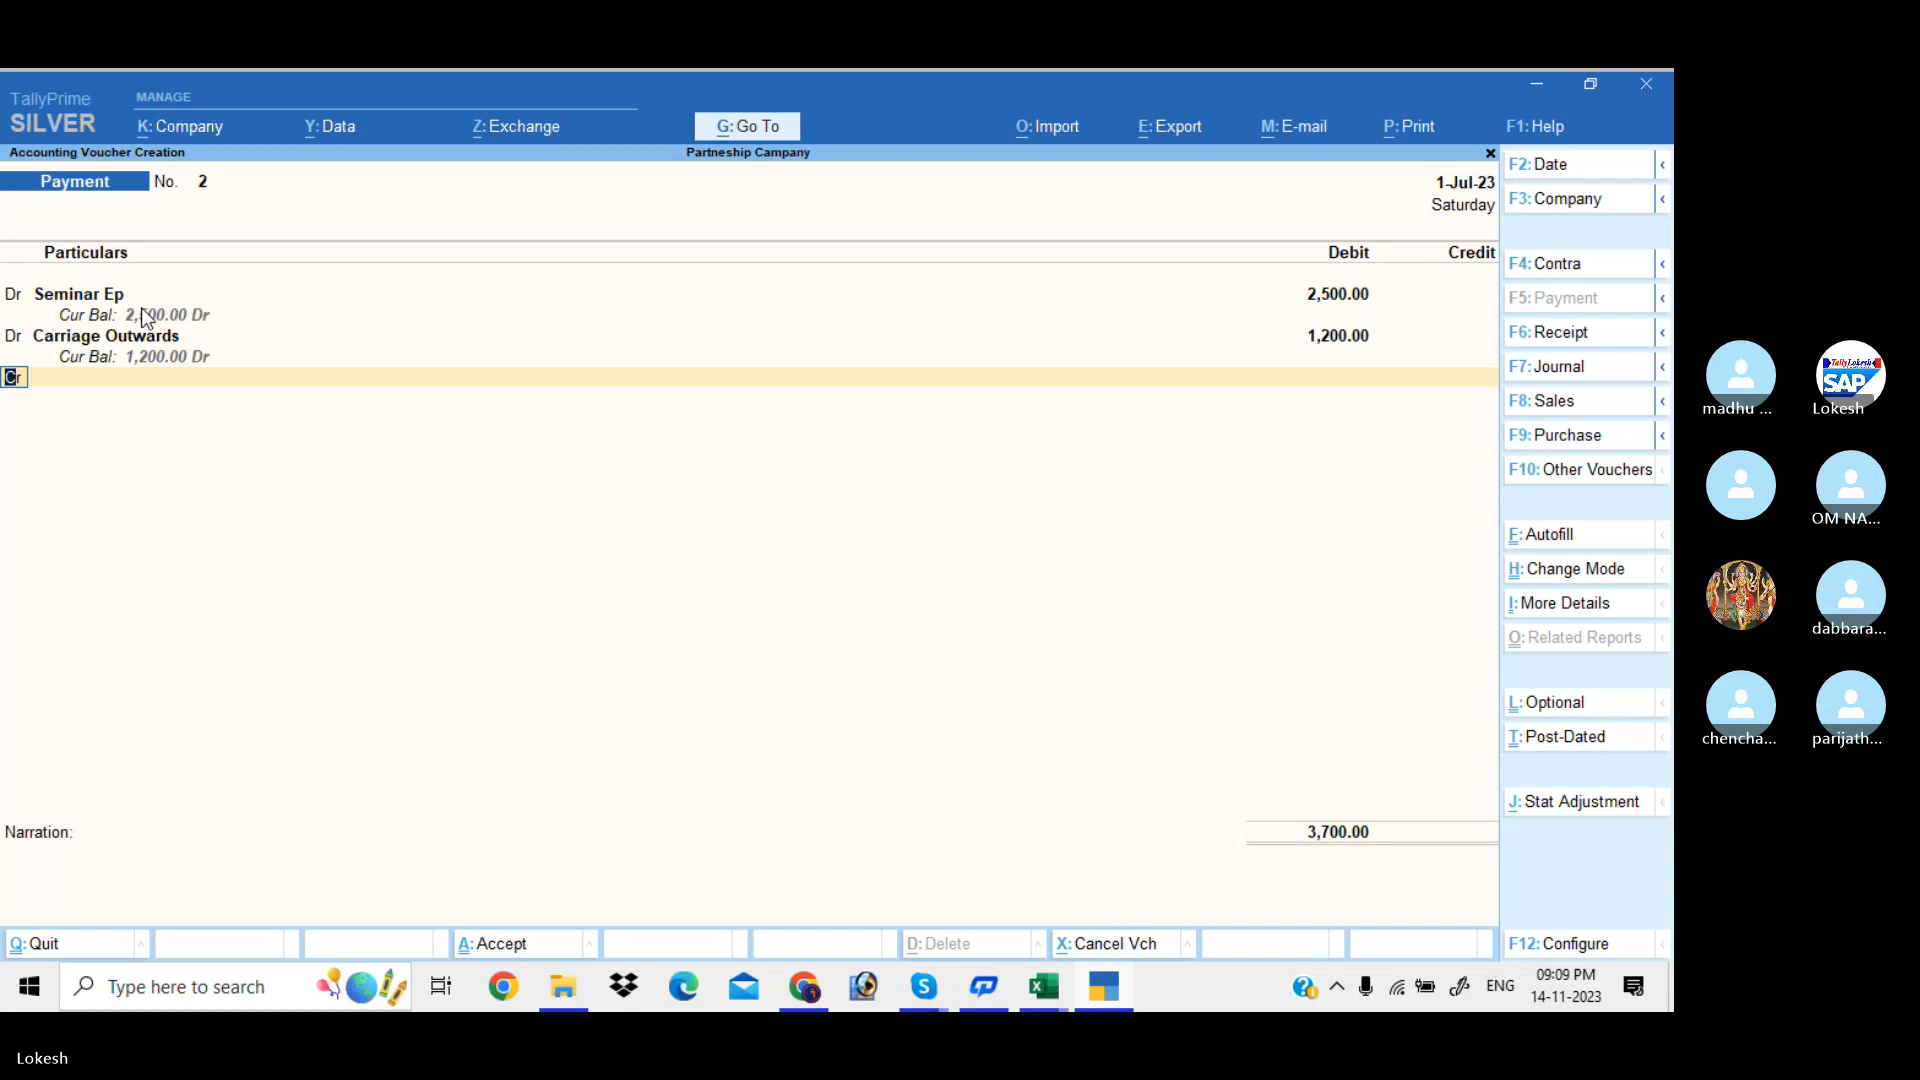 TallyPrime
SILVER
MANAGE
K: Company
Y: Data
Z: Exchange
G: Go To
O: Import
E: Export
M: E-mail
P: Print
F1: Help
Accounting Voucher Creation
Partneship Campany
Payment No. 2
1-Jul-23
Saturday
Particulars Debit Credit
Dr Seminar Ep 2,500.00
Cur Bal: Dr
Dr Carriage Outwards 1,200.00
Cur Bal: 1,200.00 Dr
Cr
Narration: 3,700.00
F2: Date
F3: Company
F4: Contra
F5: Payment
F6: Receipt
F7: Journal
F8: Sales
F9: Purchase
F10: Other Vouchers
F: Autofill
H: Change Mode
I: More Details
O: Related Reports
L: Optional
T: Post-Dated
J: Stat Adjustment
F12: Configure
Q: Quit
A: Accept
D: Delete
X: Cancel Vch
Type here to search
ENG
09:09 PM
14-11-2023
madhu ...
TallyLokesh
SAP
Lokesh
OM NA...
dabbara...
chencha...
parijath...
Lokesh